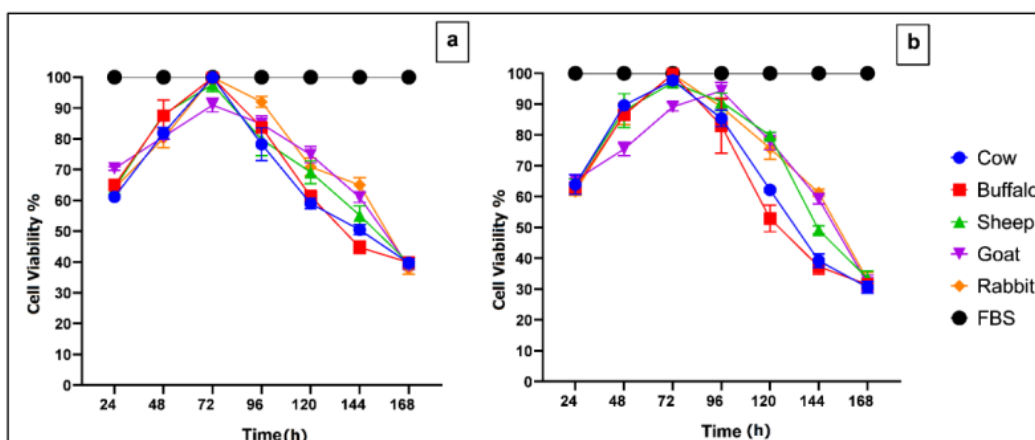 a
100
90
80
70
60
50
40
30
20
10
0
Cell Viability %
24 48 72 96 120 144 168
Time(h)
b
100
90
80
70
60
50
40
30
20
10
0
Cell Viability %
24 48 72 96 120 144 168
Time (h)
Cow
Buffalo
Sheep
Goat
Rabbit
FBS